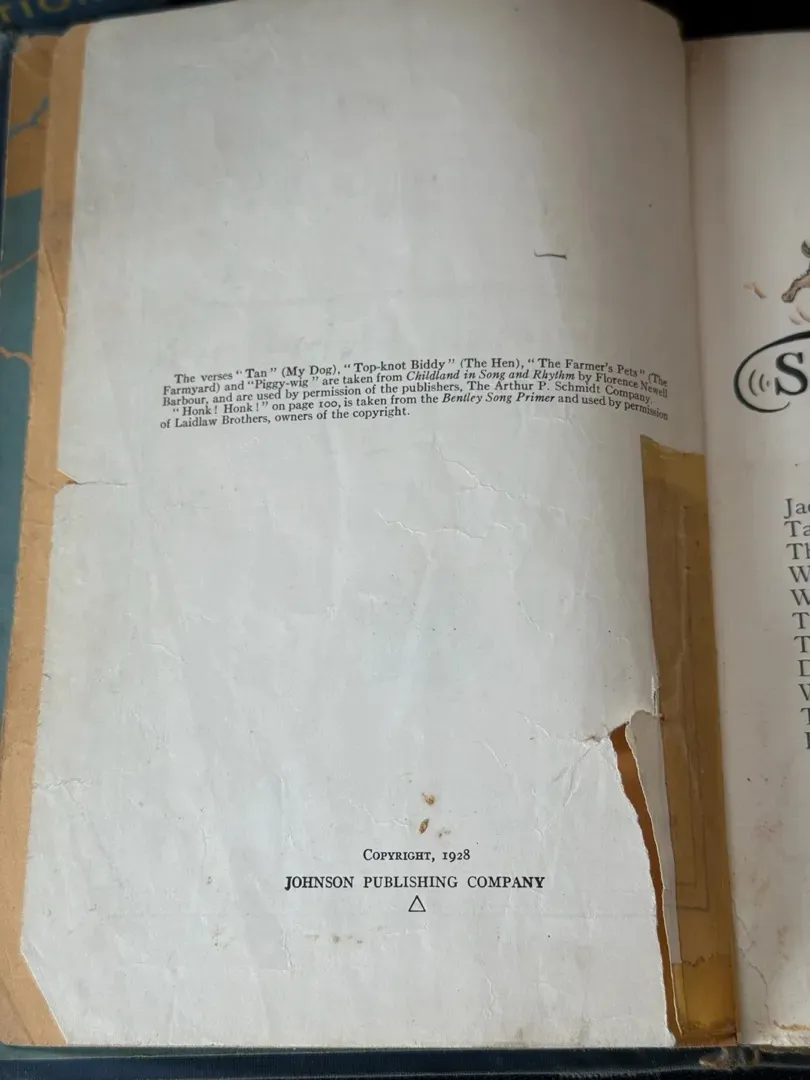 The verses "Tan" (My Dog), "Top-knot Biddy" (The Hen), "The Farmer's Pets" (The
Farmyard) and "Piggy-wig" are taken from Childland in Song and Rhythm by Florence Newell
Barbour, and are used by permission of the publishers, The Arthur P. Schmidt Company.
"Honk! Honk!" on page 100, is taken from the Bentley Song Primer and used by permission
of Laidlaw Brothers, owners of the copyright.
COPYRIGHT, 1928
JOHNSON PUBLISHING COMPANY